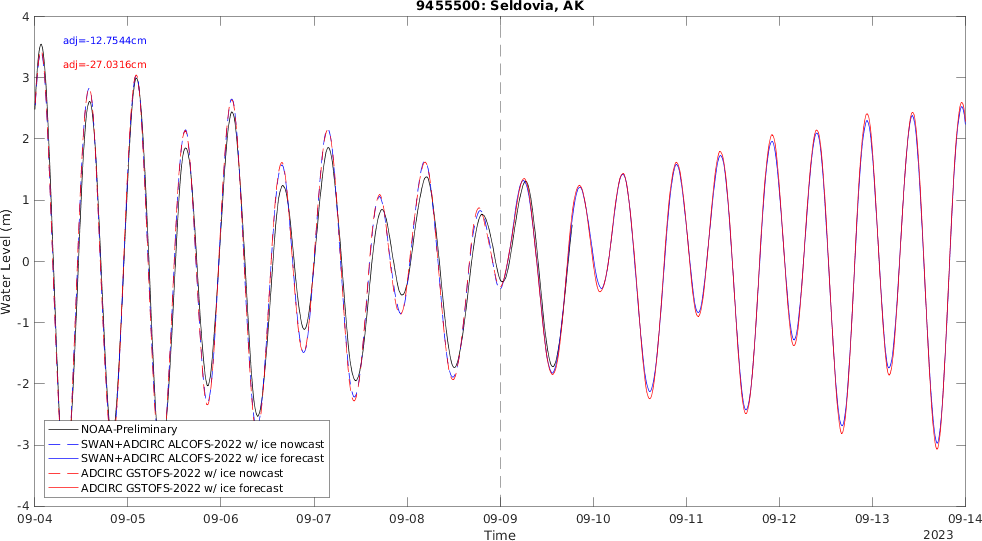 9455500: Seldovia, AK
adj=-12.7544cm
adj=-27.0316cm
4
3
2
1
0
-1
-2
-3
-4
Water Level (m)
NOAA-Preliminary
SWAN+ADCIRC ALCOFS-2022 w/ ice nowcast
SWAN+ADCIRC ALCOFS-2022 w/ ice forecast
ADCIRC GSTOFS-2022 w/ ice nowcast
ADCIRC GSTOFS-2022 w/ ice forecast
09-04 09-05 09-06 09-07 09-08 09-09 09-10 09-11 09-12 09-13 09-14
Time
2023